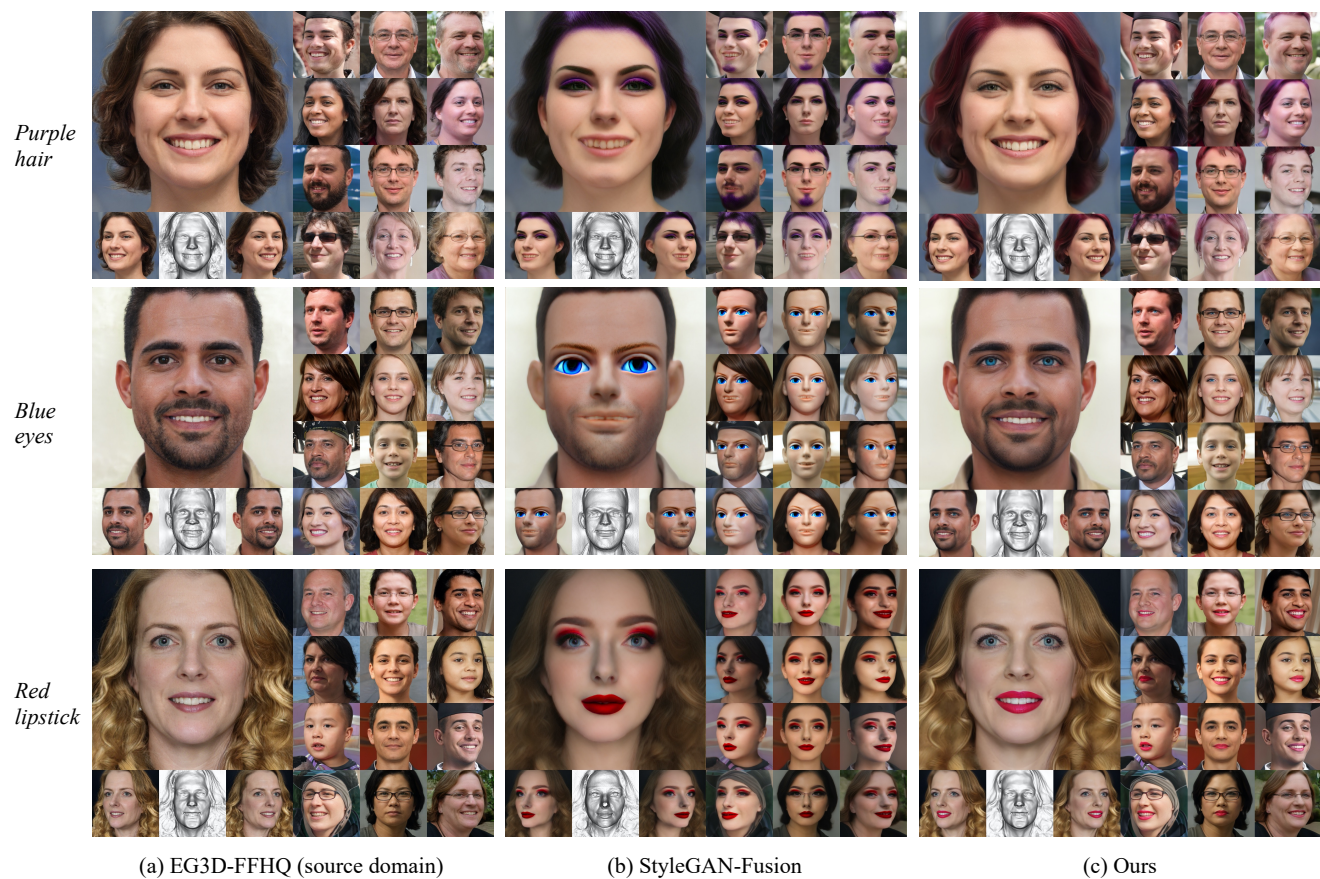 Purple
hair
Blue
eyes
Red
lipstick
(a) EG3D-FFHQ (source domain)
(b) StyleGAN-Fusion
(c) Ours